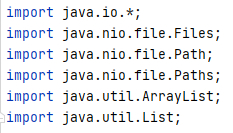 import java.io.*;
import java.nio.file.Files;
import java.nio.file.Path;
import java.nio.file.Paths;
import java.util.ArrayList;
import java.util.List;